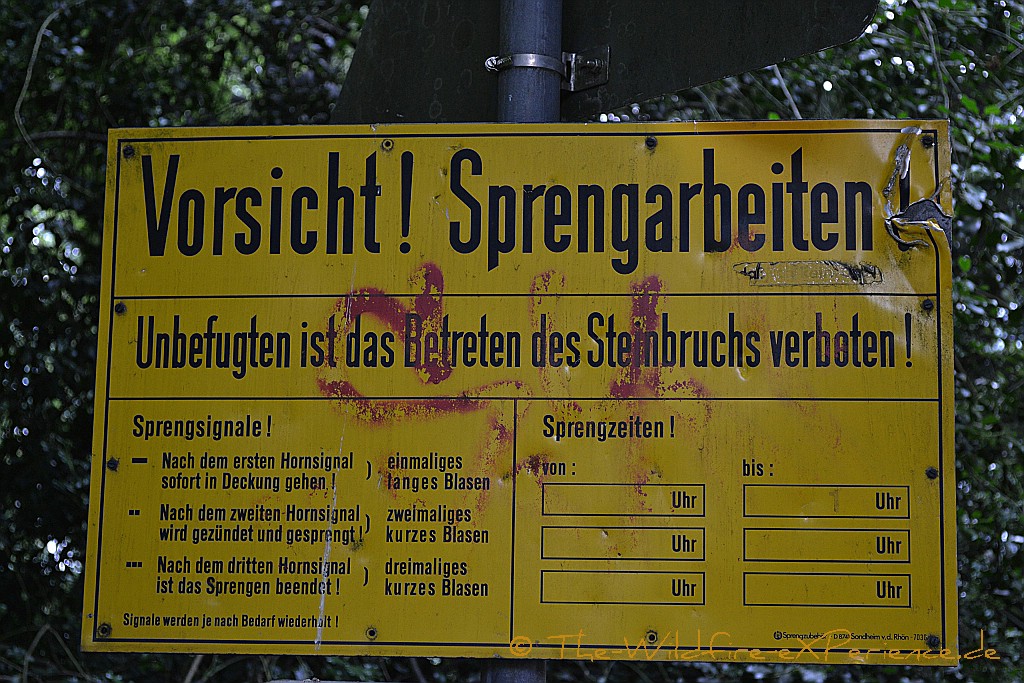 Vorsicht! Sprengarbeiten!
Unbefugten ist das Betreten des Steinbruchs verboten!
Sprengsignale!
– Nach dem ersten Hornsignal ) einmaliges
sofort in Deckung gehen! langes Blasen
-- Nach dem zweiten Hornsignal ) zweimaliges
wird gezündet und gesprengt! kurzes Blasen
--- Nach dem dritten Hornsignal ) dreimaliges
ist das Sprengen beendet! kurzes Blasen
Signale werden je nach Bedarf wiederholt!
Sprengzeiten!
von: bis:
Uhr Uhr
Uhr Uhr
Uhr Uhr
Sondheim v.d. Rhön
© The-Wildfire-eXPerience.de